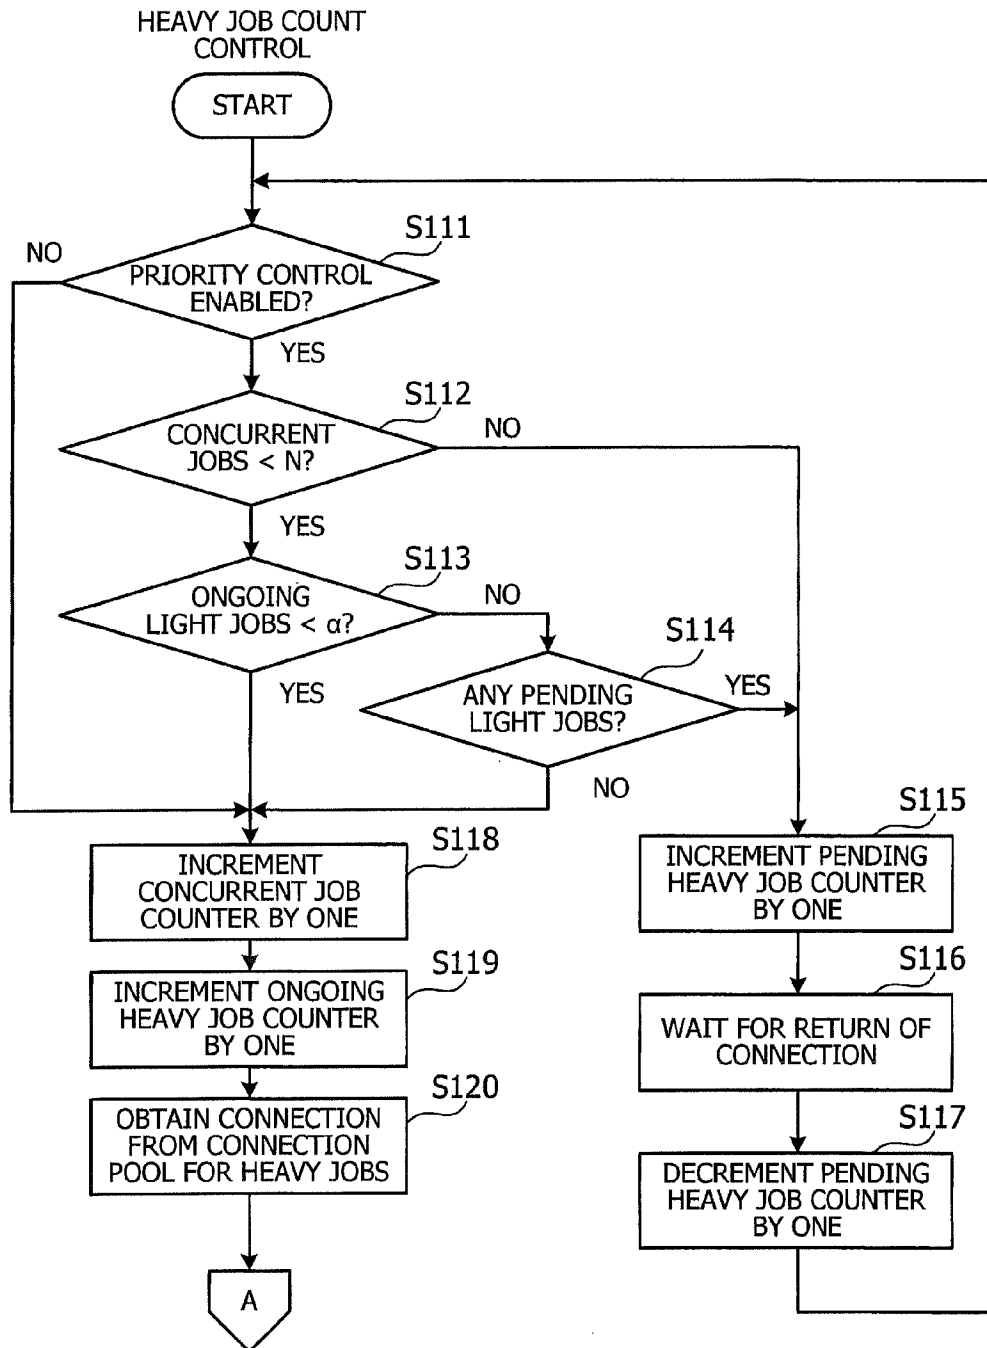 HEAVY JOB COUNT
CONTROL
START
S111
NO
PRIORITY CONTROL
ENABLED?
YES
S112
CONCURRENT
JOBS < N?
NO
YES
S113
ONGOING
LIGHT JOBS < α?
NO
YES
S114
ANY PENDING
LIGHT JOBS?
YES
NO
S118
INCREMENT
CONCURRENT JOB
COUNTER BY ONE
S119
INCREMENT ONGOING
HEAVY JOB COUNTER
BY ONE
S120
OBTAIN CONNECTION
FROM CONNECTION
POOL FOR HEAVY JOBS
A
S115
INCREMENT PENDING
HEAVY JOB COUNTER
BY ONE
S116
WAIT FOR RETURN OF
CONNECTION
S117
DECREMENT PENDING
HEAVY JOB COUNTER
BY ONE